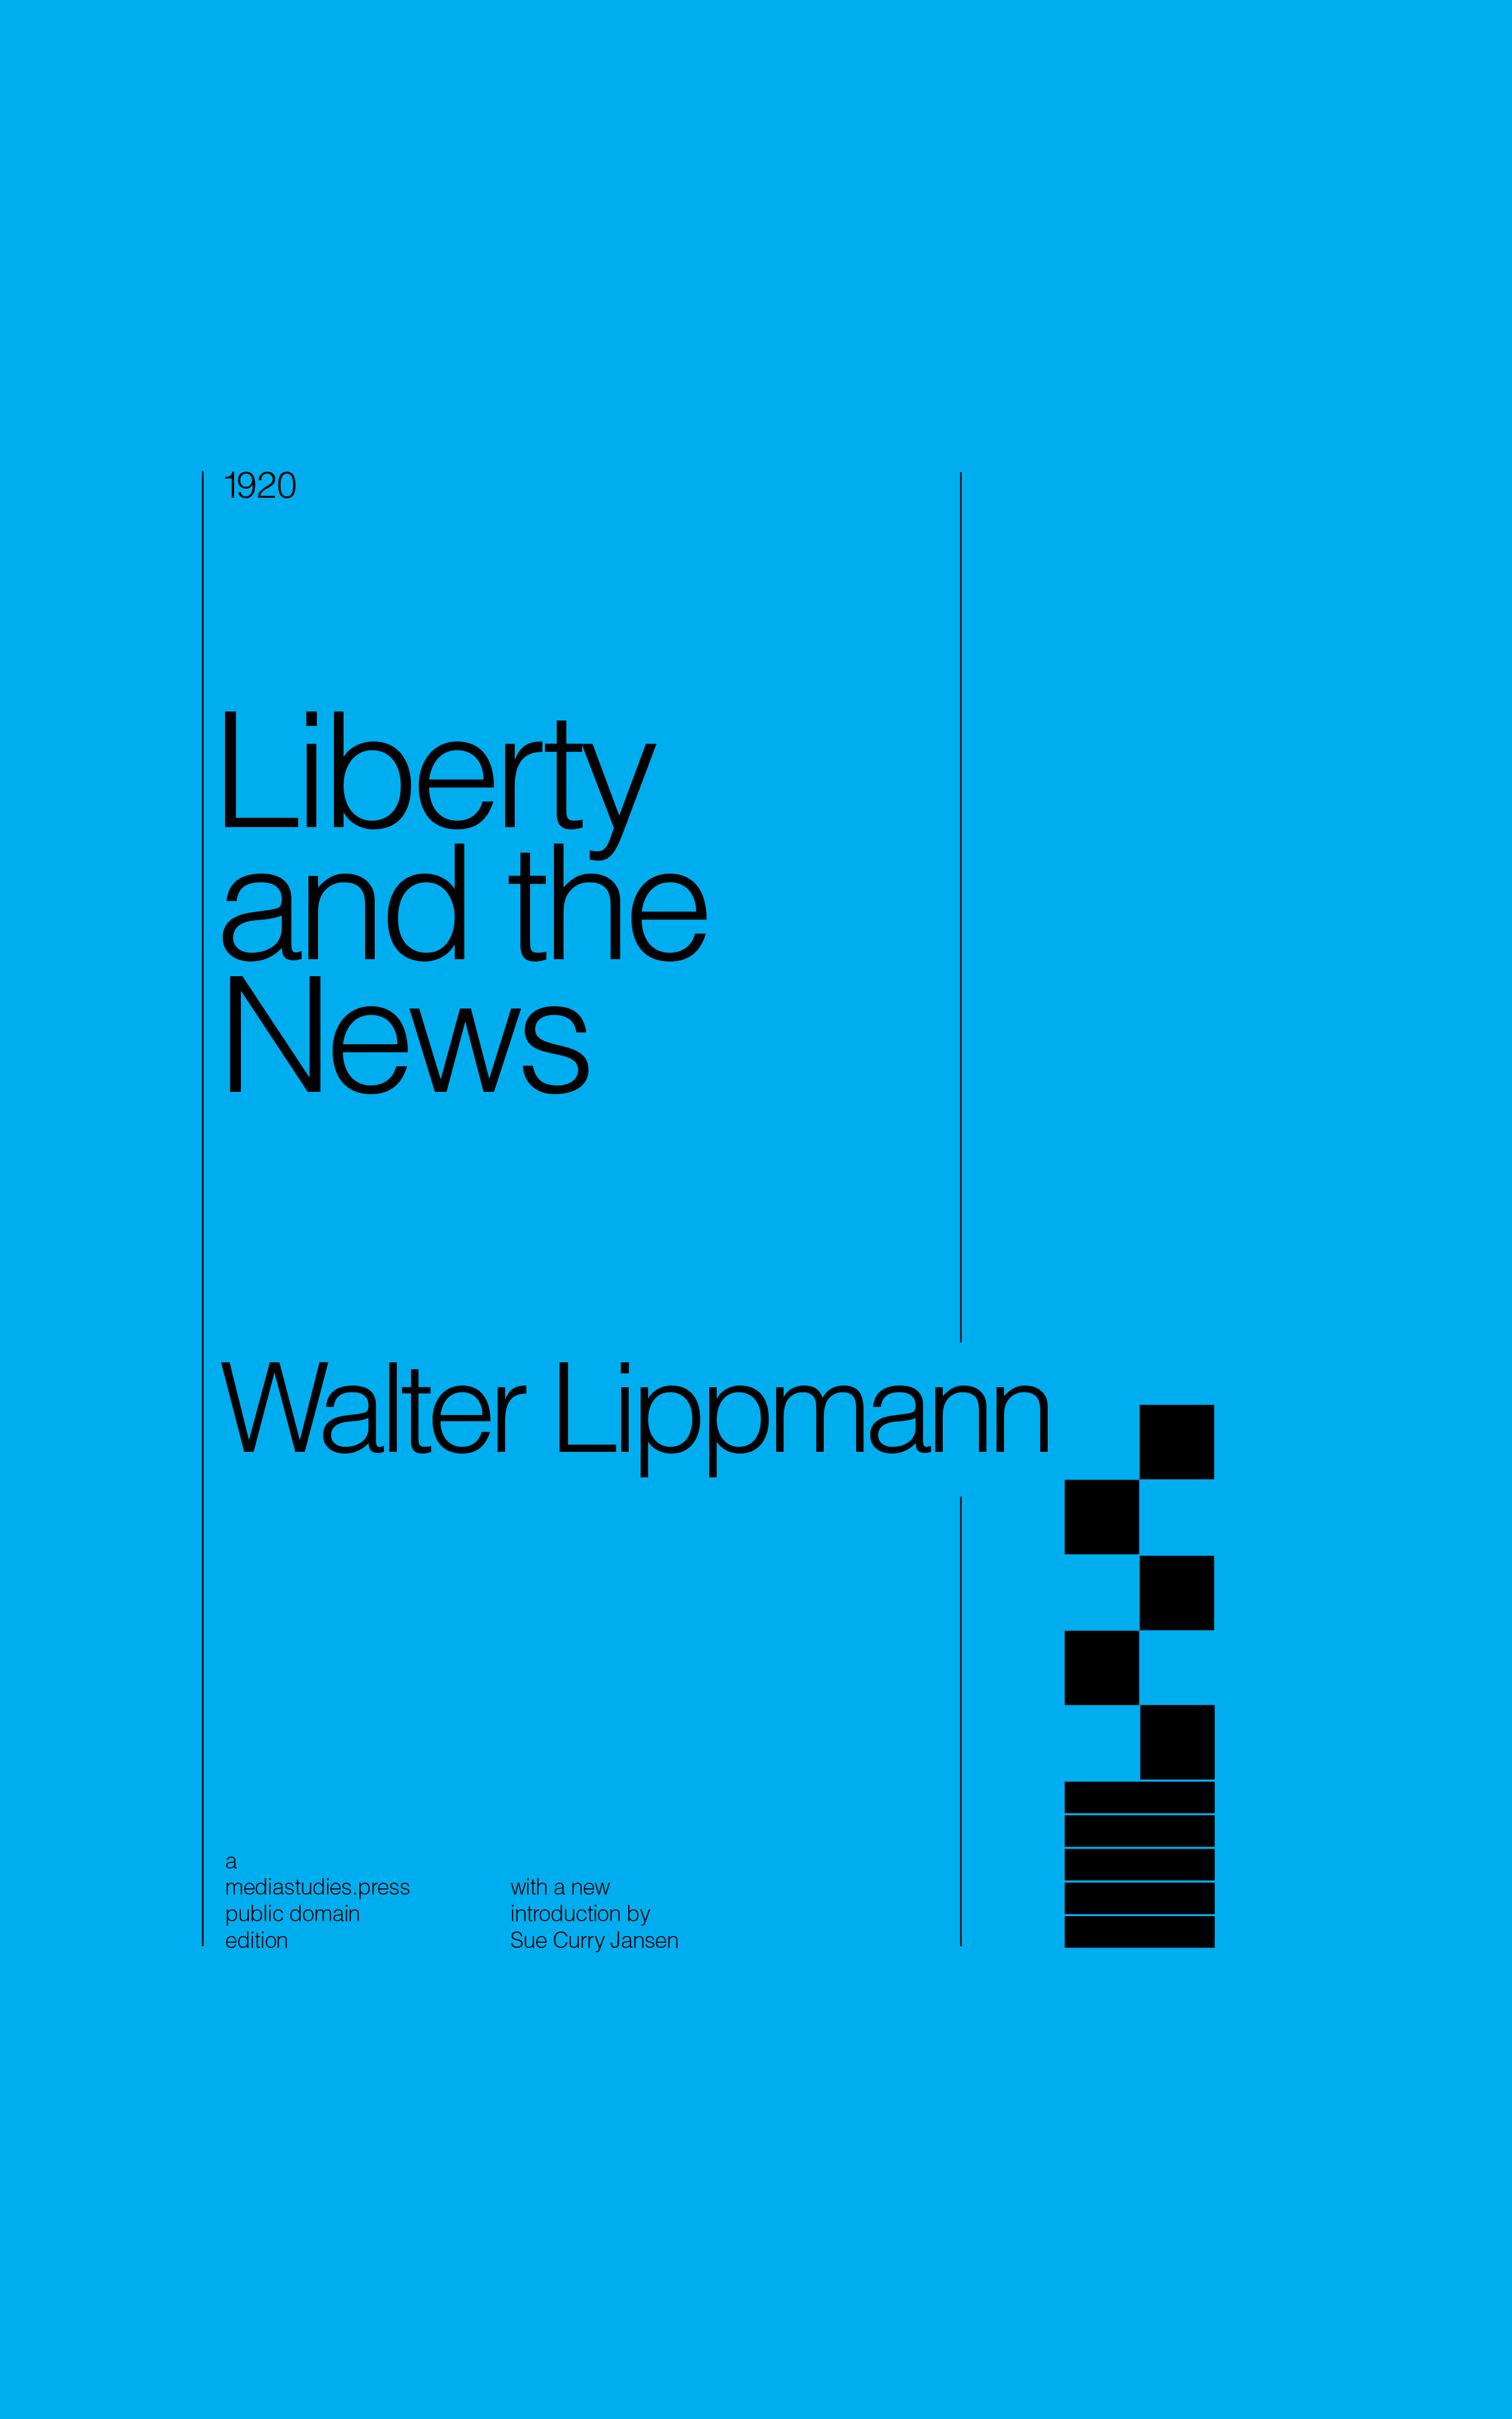 1920
Liberty
and the
News
Walter Lippmann
a
mediastudies.press
public domain
edition
with a new
introduction by
Sue Curry Jansen